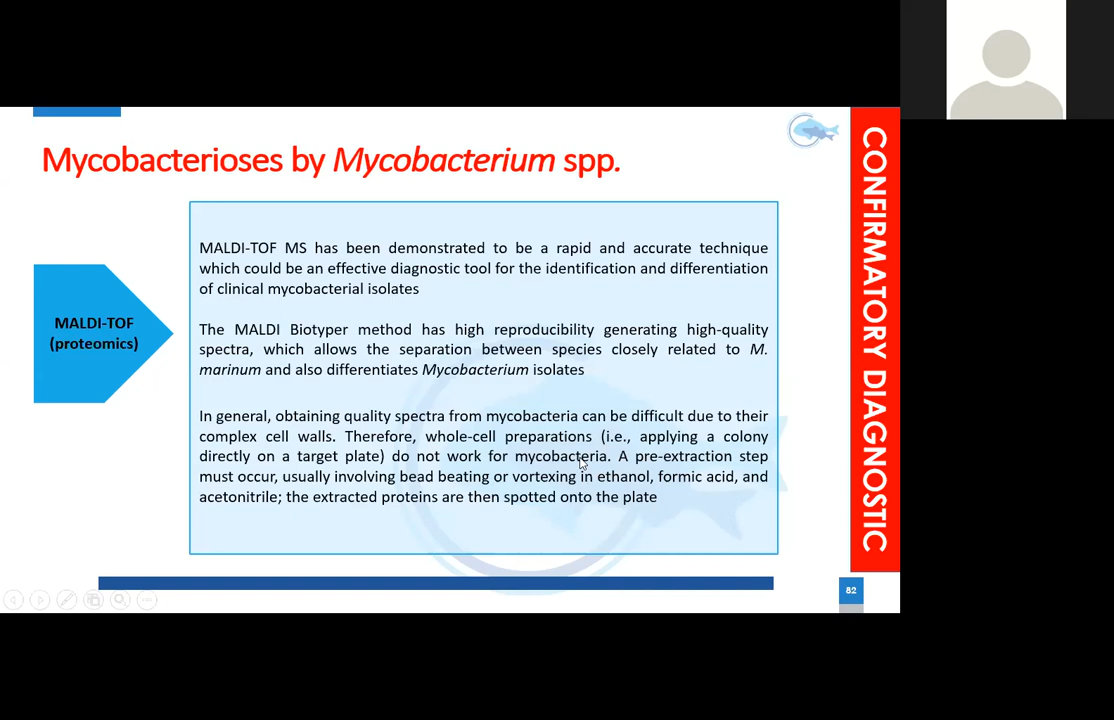 Mycobacterioses by Mycobacterium spp.
MALDI-TOF
(proteomics)
MALDI-TOF MS has been demonstrated to be a rapid and accurate technique
which could be an effective diagnostic tool for the identification and differentiation
of clinical mycobacterial isolates
The MALDI Biotyper method has high reproducibility generating high-quality
spectra, which allows the separation between species closely related to M.
marinum and also differentiates Mycobacterium isolates
In general, obtaining quality spectra from mycobacteria can be difficult due to their
complex cell walls. Therefore, whole-cell preparations (i.e., applying a colony
directly on a target plate) do not work for mycobacteria. A pre-extraction step
must occur, usually involving bead beating or vortexing in ethanol, formic acid, and
acetonitrile; the extracted proteins are then spotted onto the plate
CONFIRMATORY DIAGNOSTIC
82